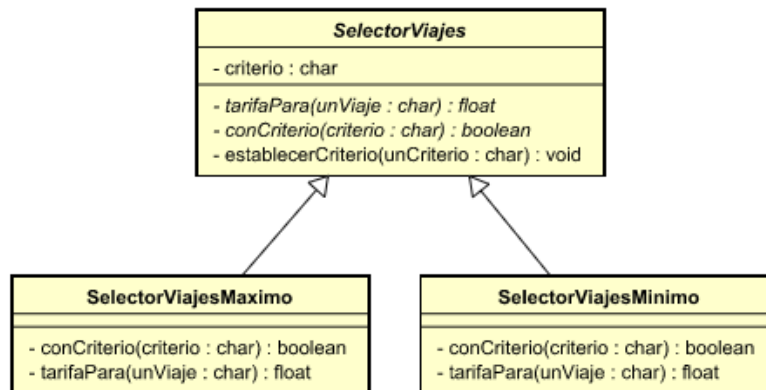 SelectorViajes
- criterio : char
- tarifaPara(unViaje : char) : float
- conCriterio(criterio : char) : boolean
- establecerCriterio(unCriterio : char) : void
SelectorViajesMaximo
- conCriterio(criterio : char) : boolean
- tarifaPara(unViaje : char) : float
SelectorViajesMinimo
- conCriterio(criterio : char) : boolean
- tarifaPara(unViaje : char) : float